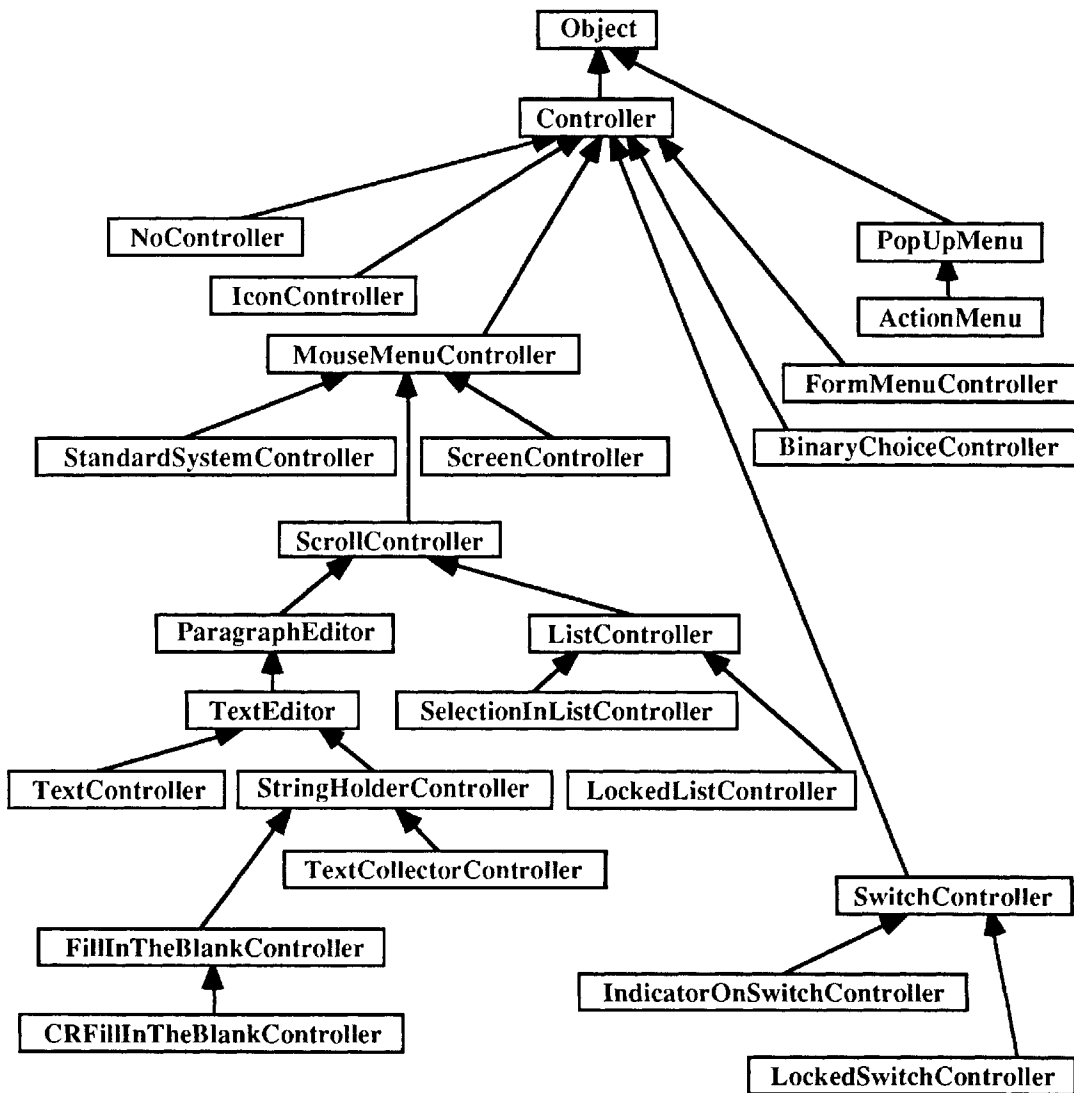 Object
Controller
NoController
PopUpMenu
IconController
ActionMenu
MouseMenuController
FormMenuController
StandardSystemController
ScreenController
BinaryChoiceController
ScrollController
ParagraphEditor
ListController
TextEditor
SelectionInListController
TextController
StringHolderController
LockedListController
TextCollectorController
SwitchController
FillInTheBlankController
IndicatorOnSwitchController
CRFillInTheBlankController
LockedSwitchController